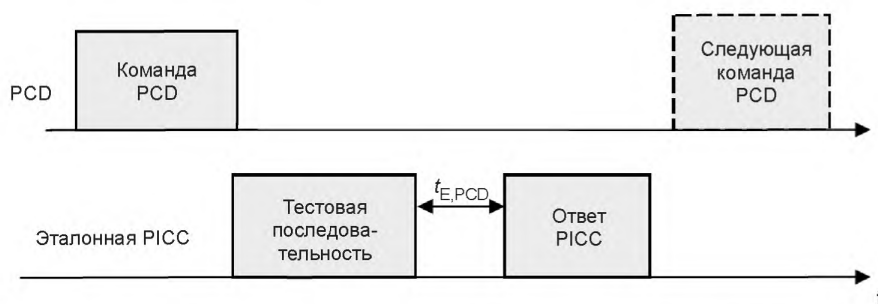 PCD
Команда
PCD
Следующая
команда
PCD
Эталонная PICC
Тестовая
последова-
тельность
tE,PCD
Ответ
PICC